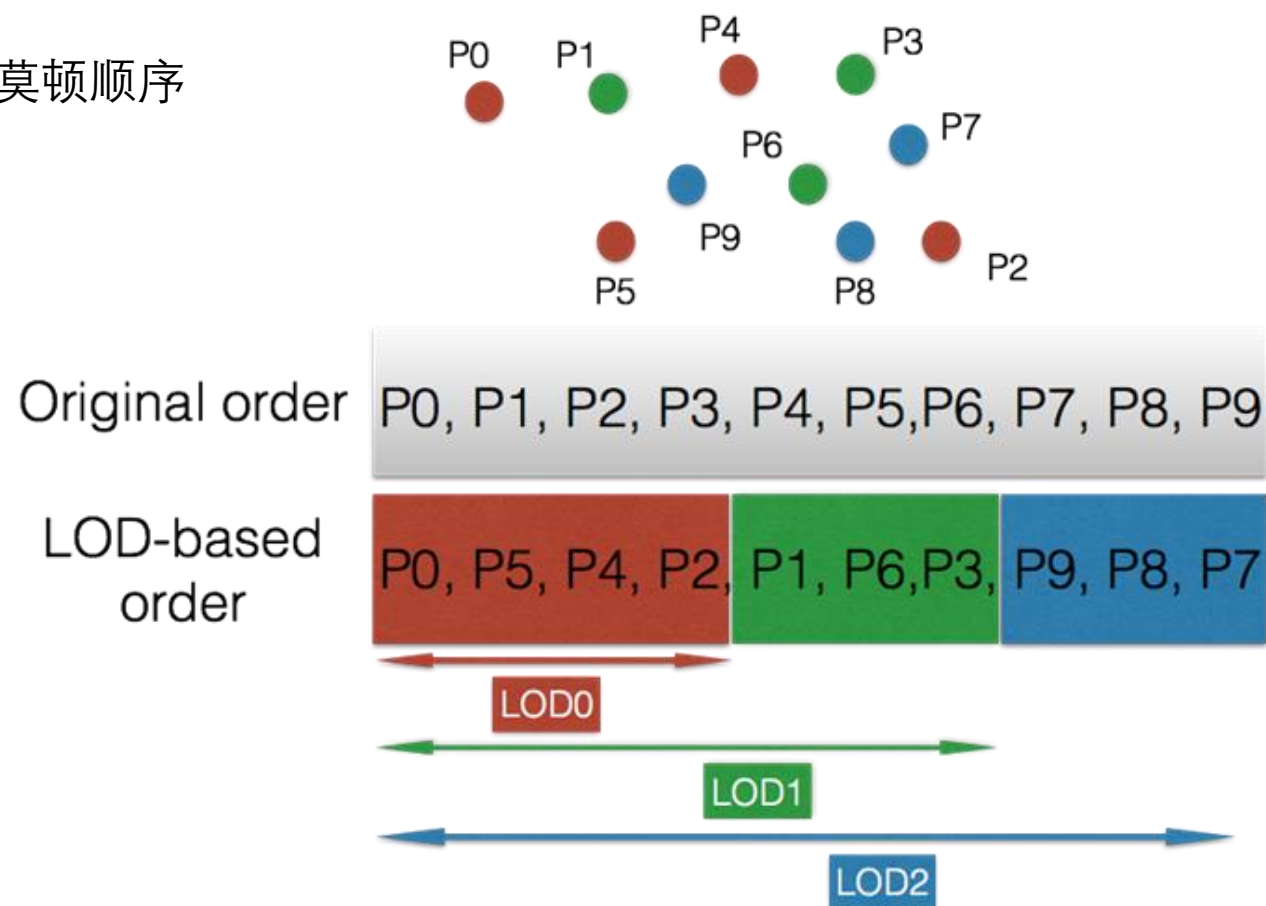 莫顿顺序
P0
P1
P4
P3
P7
P6
P9
P2
P5
P8
Original order
P0, P1, P2, P3, P4, P5,P6, P7, P8, P9
LOD-based
order
P0, P5, P4, P2, P1, P6,P3, P9, P8, P7
LOD0
LOD1
LOD2